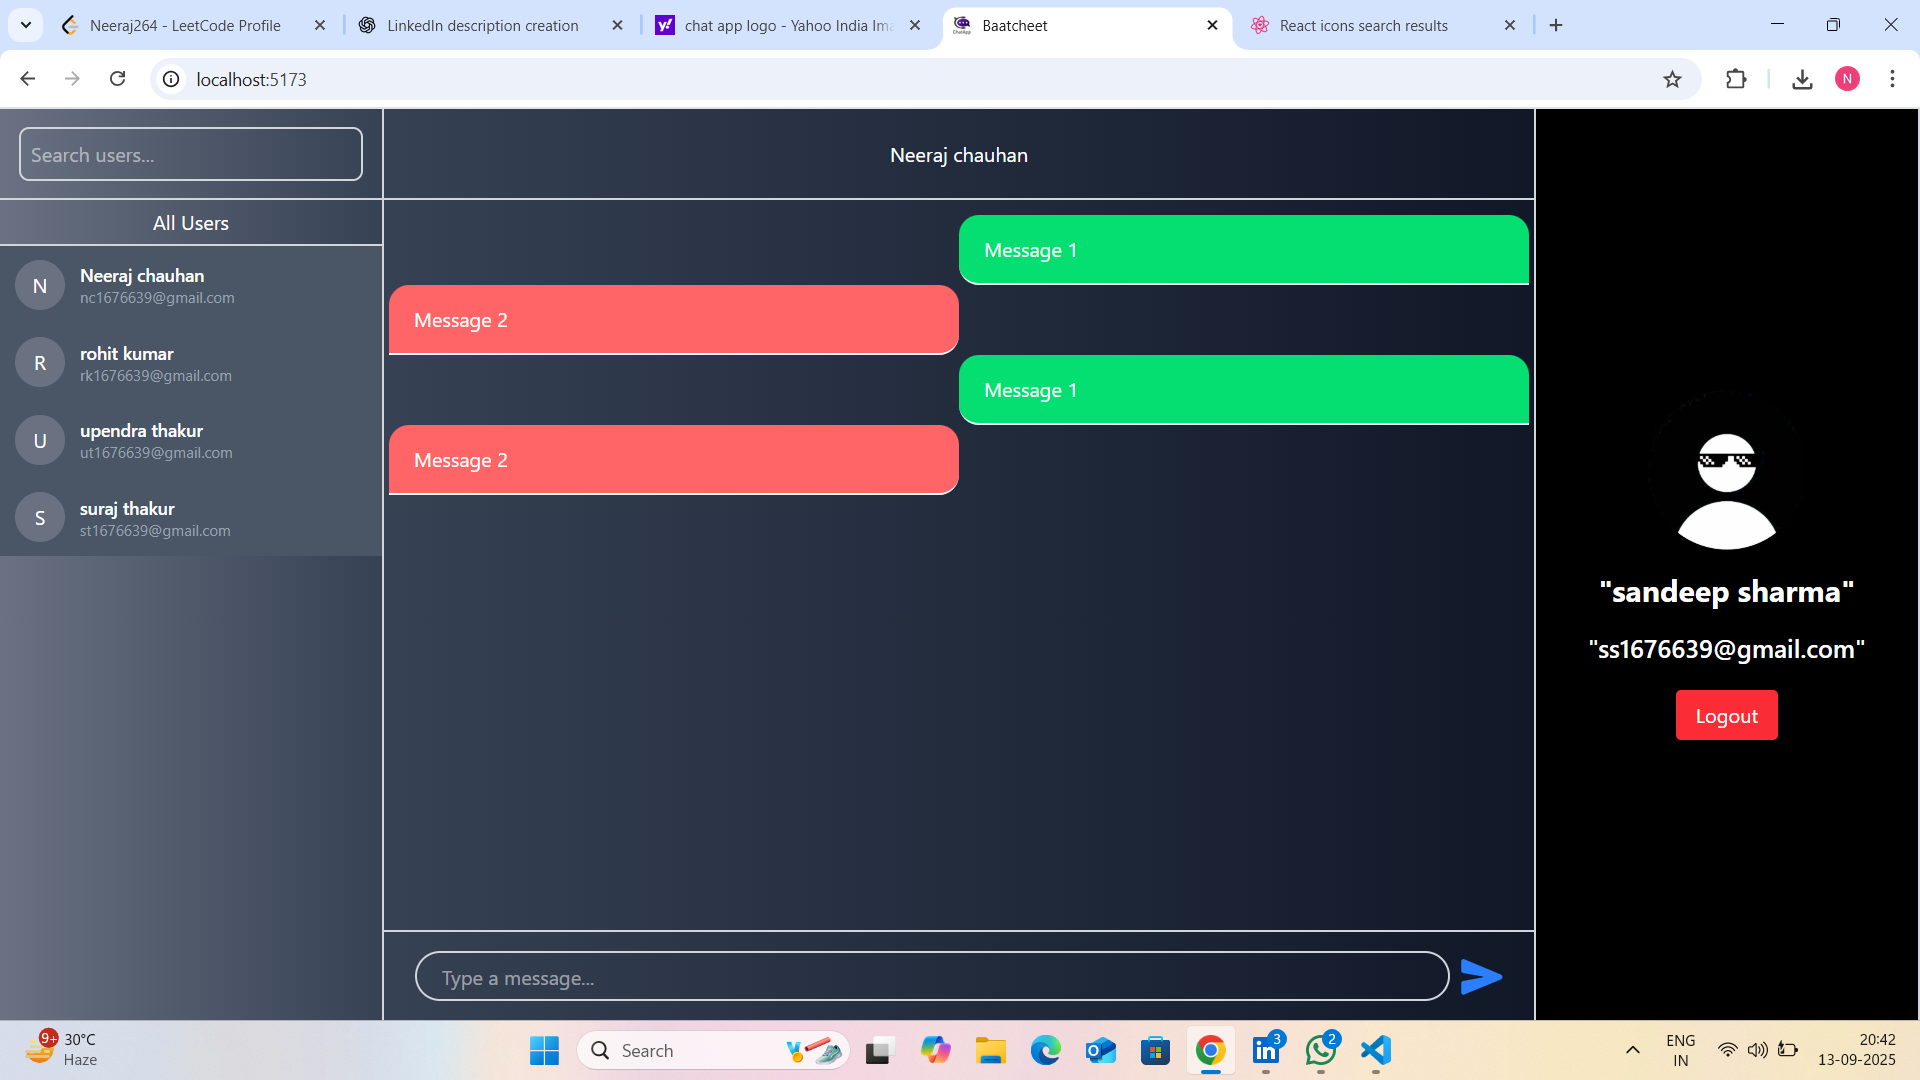 Neeraj264 - LeetCode Profile
LinkedIn description creation
chat app logo - Yahoo India Ima
Baatcheet
React icons search results
localhost:5173
N
Search users...
Neeraj chauhan
All Users
N
Neeraj chauhan
nc1676639@gmail.com
R
rohit kumar
rk1676639@gmail.com
U
upendra thakur
ut1676639@gmail.com
S
suraj thakur
st1676639@gmail.com
Message 1
Message 2
Message 1
Message 2
Type a message...
"sandeep sharma"
"ss1676639@gmail.com"
Logout
9+
30°C
Haze
Search
3
2
ENG
IN
20:42
13-09-2025